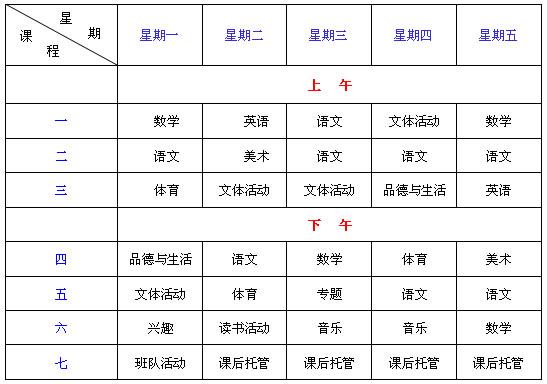 星期
课程
星期一 星期二 星期三 星期四 星期五
上 午
一 数学 英语 语文 文体活动 数学
二 语文 美术 语文 语文 语文
三 体育 文体活动 文体活动 品德与生活 英语
下 午
四 品德与生活 语文 数学 体育 美术
五 文体活动 体育 专题 语文 语文
六 兴趣 读书活动 音乐 音乐 数学
七 班队活动 课后托管 课后托管 课后托管 课后托管